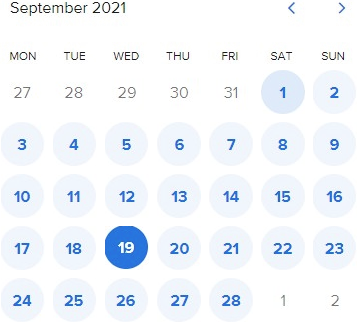 September 2021
MON TUE WED THU FRI SAT SUN
27 28 29 30 31 1 2
3 4 5 6 7 8 9
10 11 12 13 14 15 16
17 18 19 20 21 22 23
24 25 26 27 28 1 2